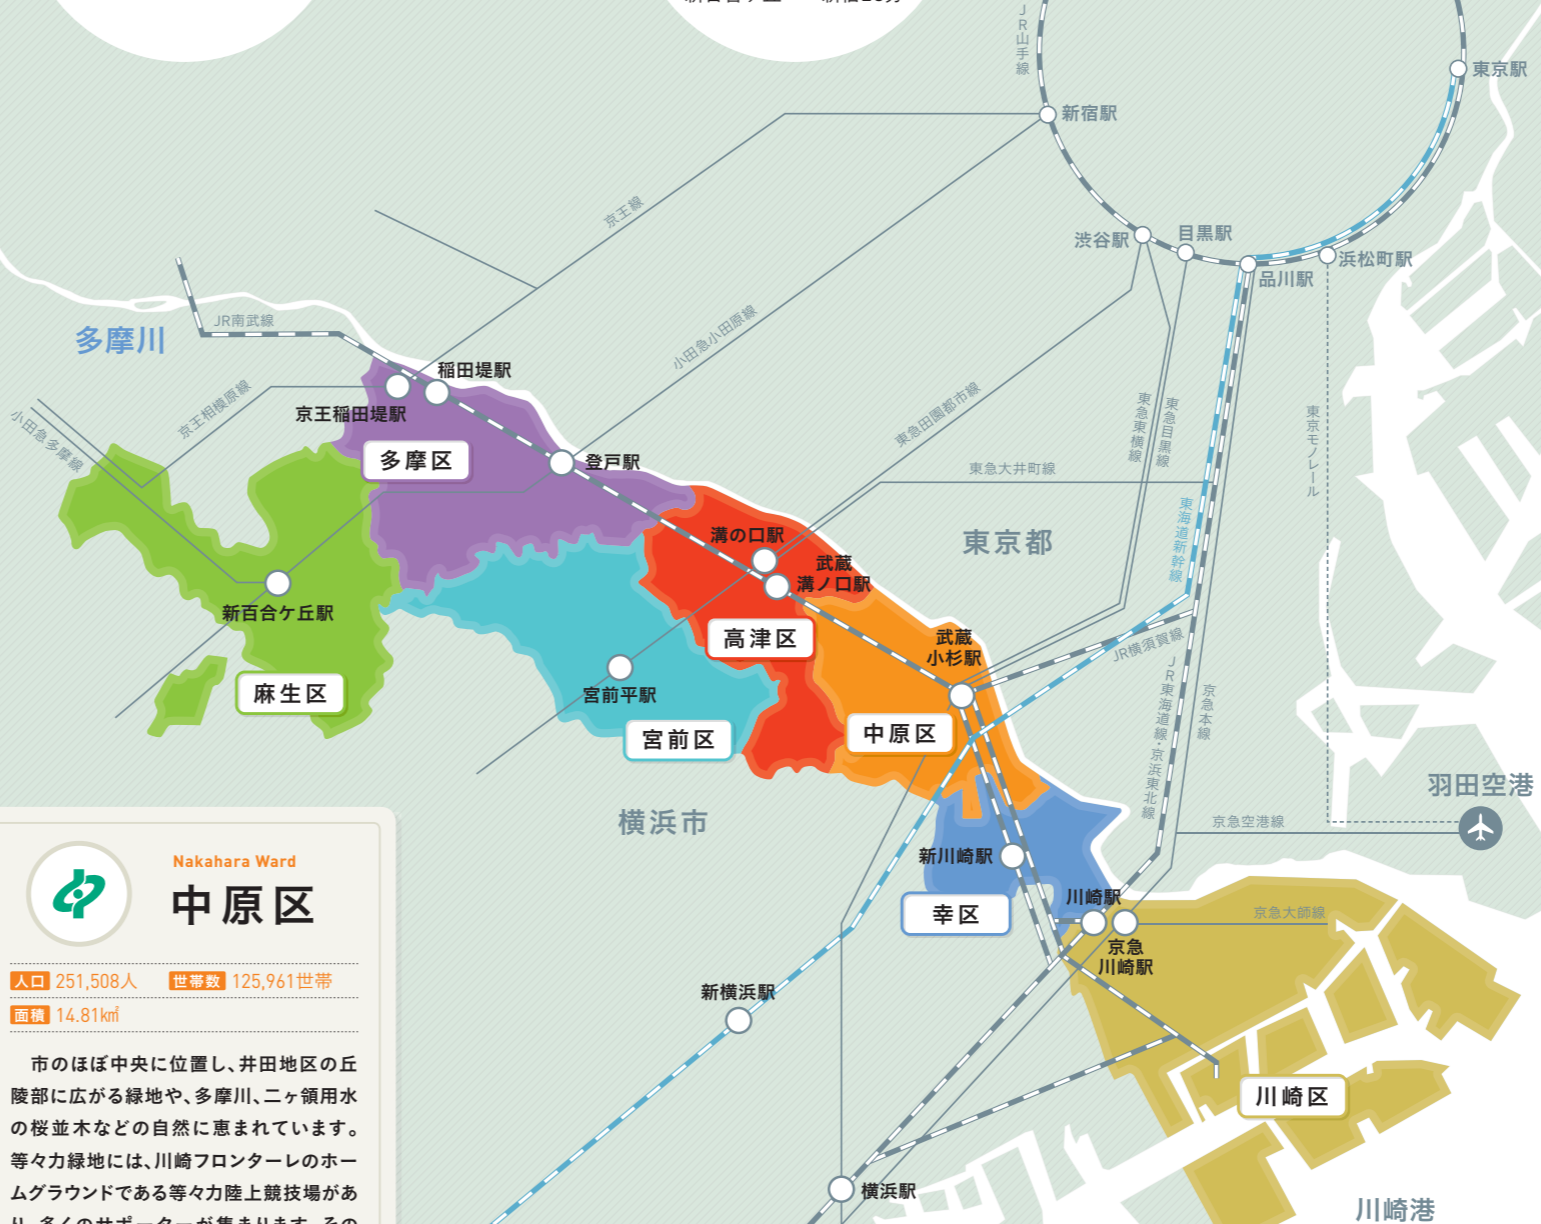 JR山手線
東京駅
新宿駅
京王線
渋谷駅
目黒駅
品川駅
浜松町駅
多摩川
JR南武線
小田急小田原線
稲田堤駅
京王稲田堤駅
京王相模原線
小田急多摩線
東急田園都市線
東急東横線
東急目黒線
東京モノレール
多摩区
登戸駅
東急大井町線
東海道新幹線
東京都
溝の口駅
武蔵
溝ノ口駅
新百合ケ丘駅
高津区
武蔵
小杉駅
JR横須賀線
麻生区
宮前平駅
宮前区
中原区
JR東海道線・京浜東北線
京急本線
横浜市
羽田空港
京急空港線
新川崎駅
川崎駅
幸区
京急大師線
京急
川崎駅
新横浜駅
川崎区
横浜駅
川崎港
Nakahara Ward
中原区
人口 251,508人 世帯数 125,961世帯
面積 14.81k㎡
市のほぼ中央に位置し、井田地区の丘
陵部に広がる緑地や、多摩川、二ヶ領用水
の桜並木などの自然に恵まれています。
等々力緑地には、川崎フロンターレのホー
ムグラウンドである等々力陸上競技場があ
り、多くのサポーターが集まります。その